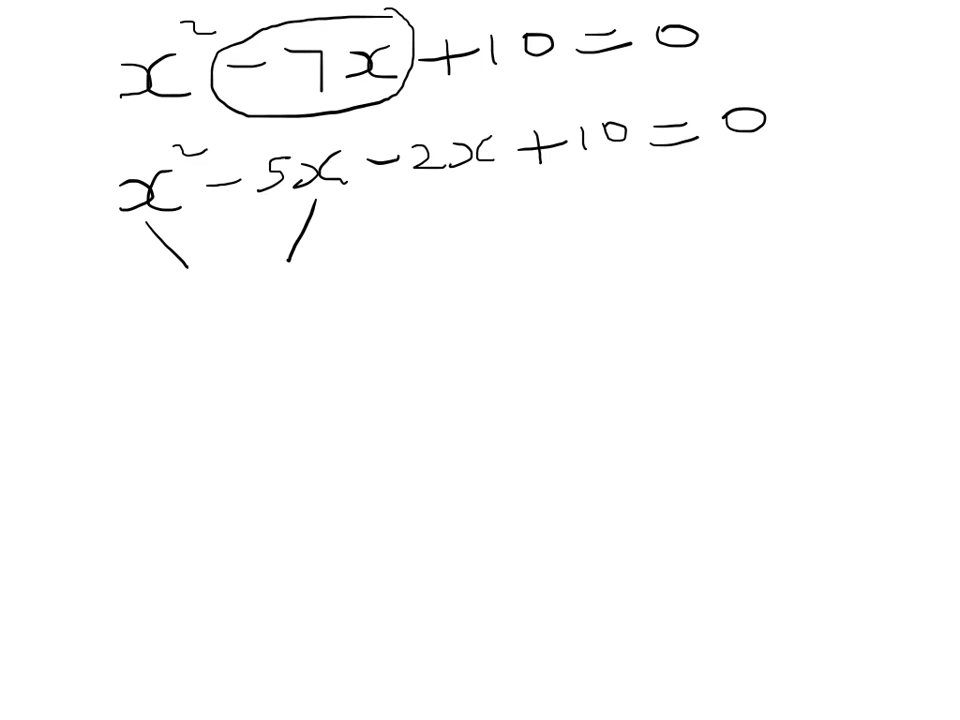 x² - 7x + 10 = 0
x² - 5x - 2x + 10 = 0